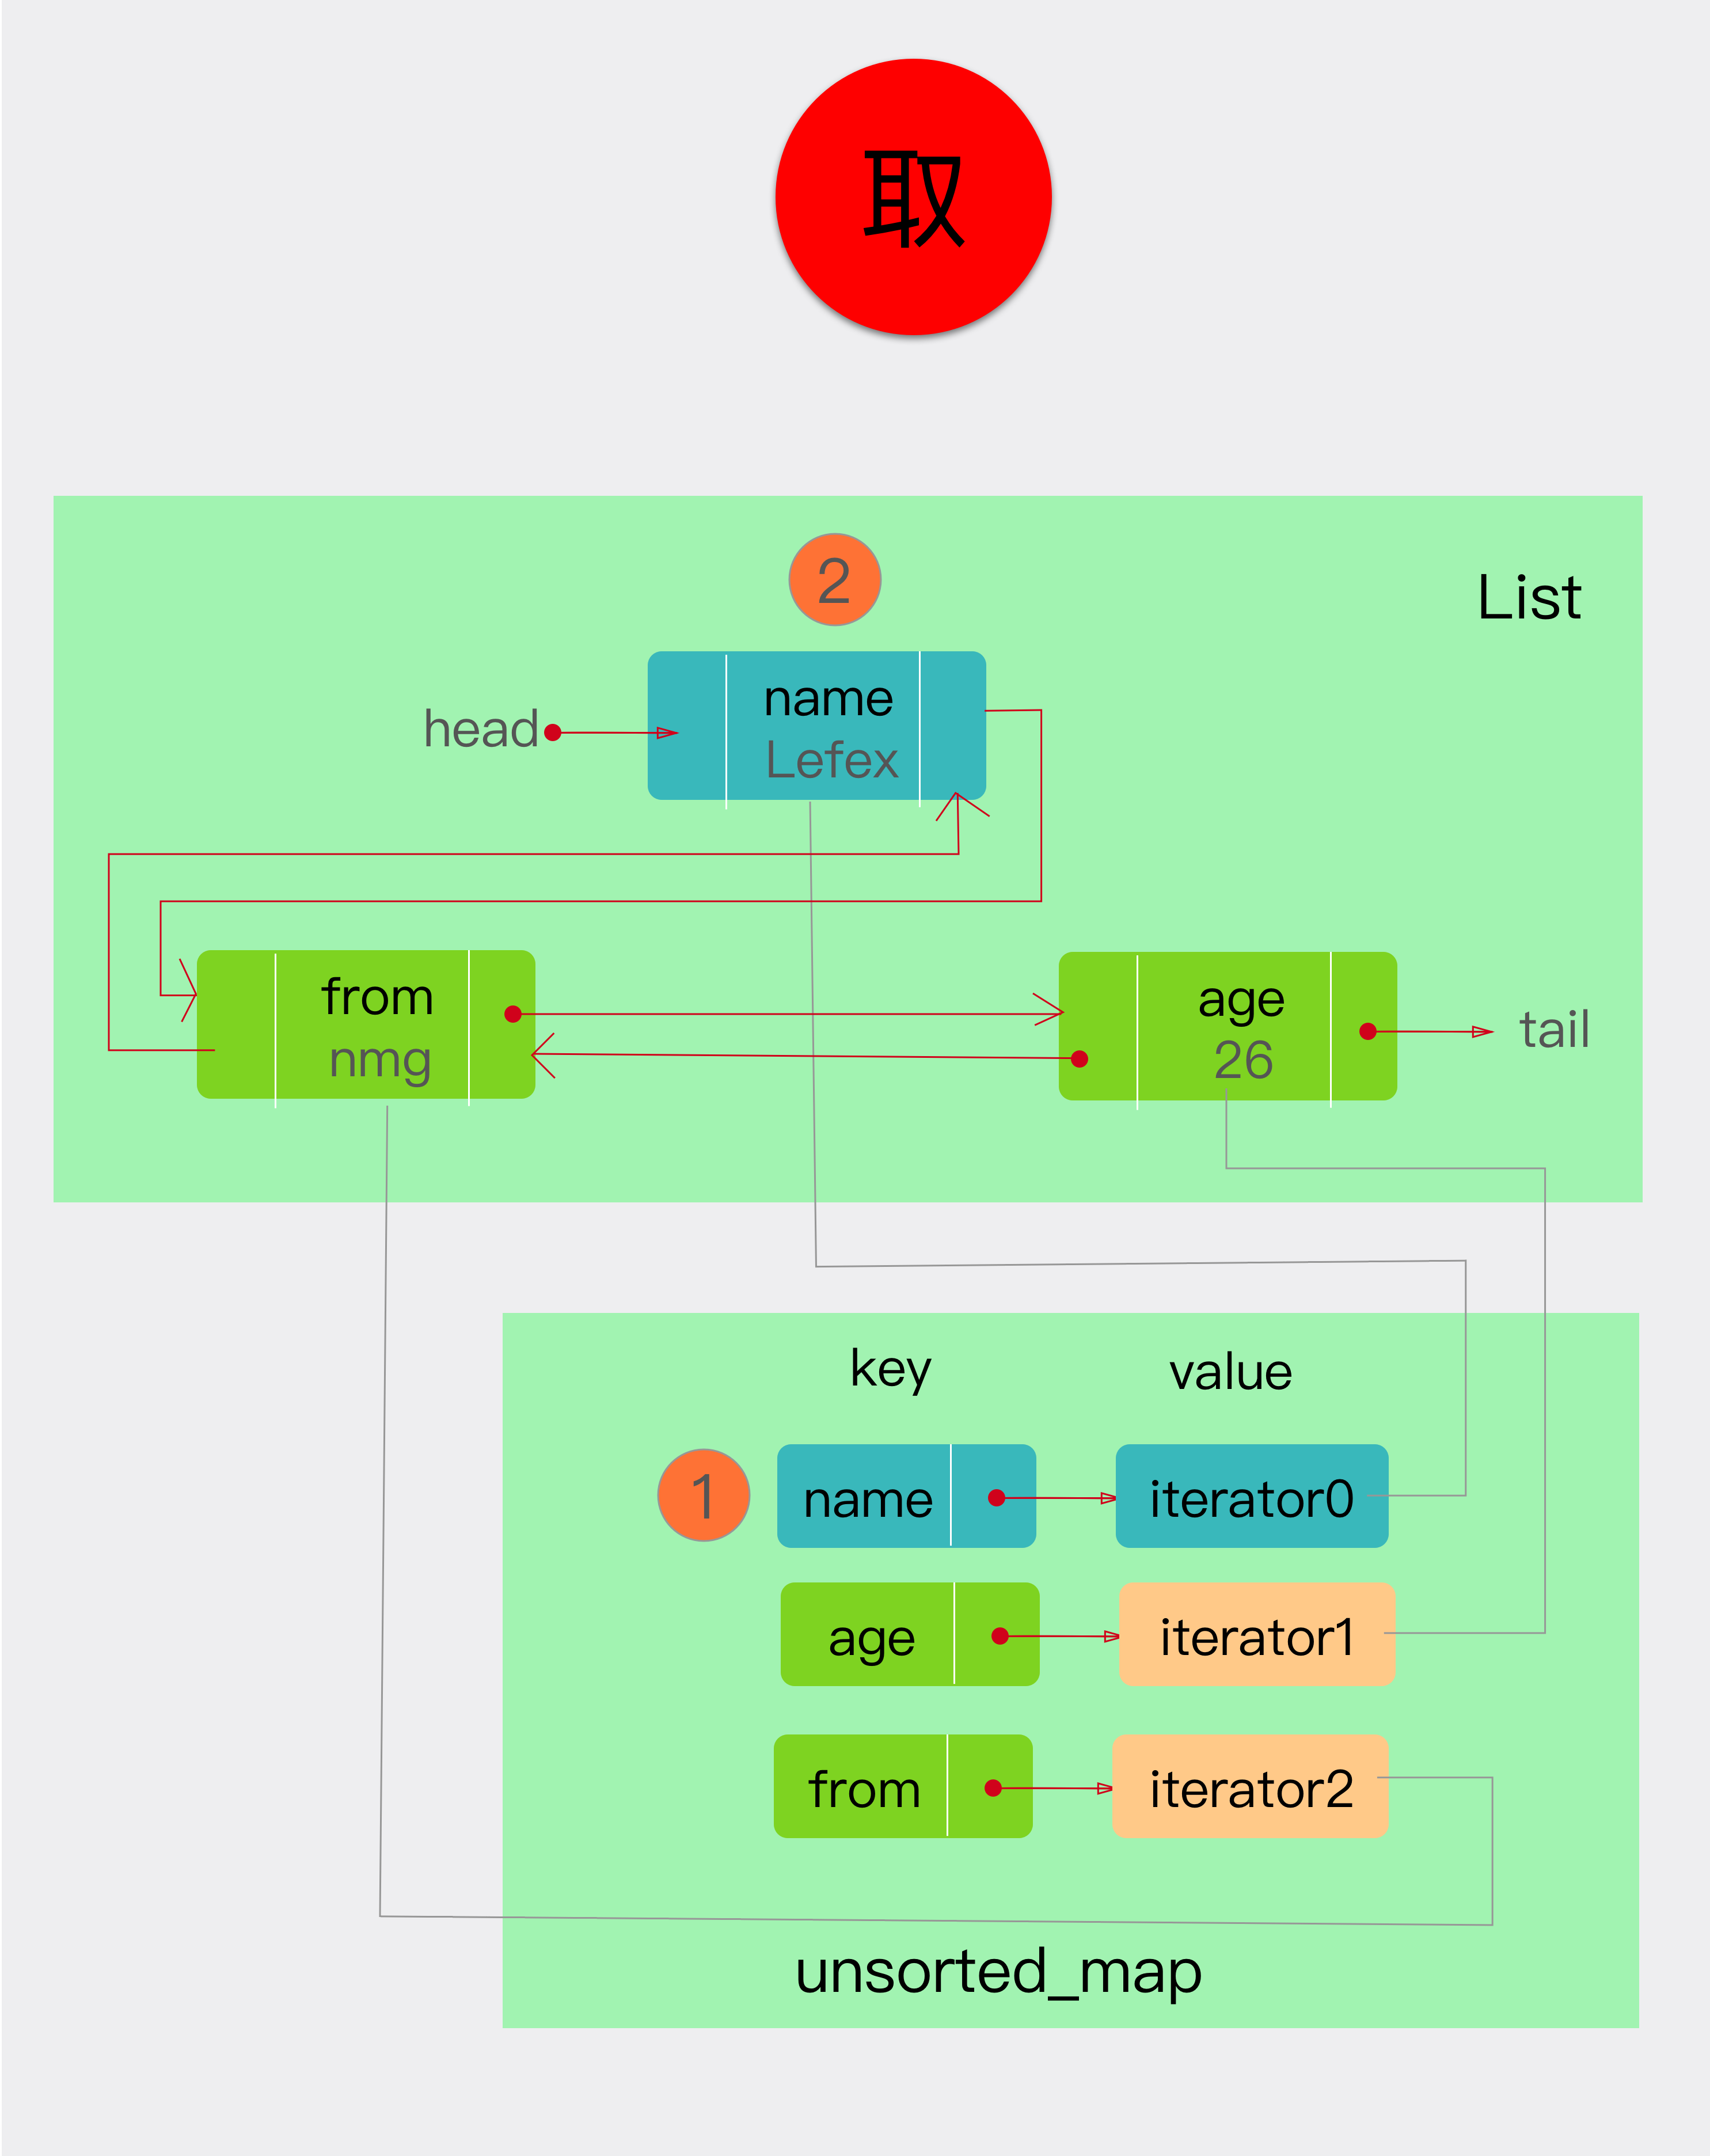 取
2
List
head
name
Lefex
from
nmg
age
26
tail
key
value
1
name
iterator0
age
iterator1
from
iterator2
unsorted_map